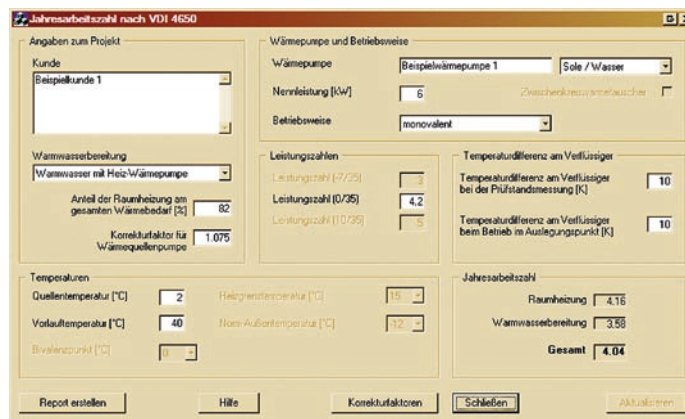 Jahresarbeitszahl nach VDI 4650
Angaben zum Projekt
Kunde
Beispielkunde 1
Warmwasserbereitung
Warmwasser mit Heiz-Wärmepumpe
Anteil der Raumheizung am
gesamten Wärmebedarf [%]
82
Korrekturfaktor für
Wärmequellenpumpe
1.075
Wärmepumpe und Betriebsweise
Wärmepumpe
Beispielwärmepumpe 1
Sole / Wasser
Nennleistung [kW]
6
Zwischenkreiswärmetauscher
Betriebsweise
monovalent
Leistungszahlen
Leistungszahl (-7/35)
3
Leistungszahl (0/35)
4,2
Leistungszahl (10/35)
5
Temperaturdifferenz am Verflüssiger
Temperaturdifferenz am Verflüssiger
bei der Prüfstandsmessung [K]
10
Temperaturdifferenz am Verflüssiger
beim Betrieb im Auslegungspunkt [K]
10
Temperaturen
Quellentemperatur [°C]
2
Heizgrenztemperatur [°C]
15
Vorlauftemperatur [°C]
40
Norm-Außentemperatur [°C]
-12
Bivalenzpunkt [°C]
0
Jahresarbeitszahl
Raumheizung
4.16
Warmwasserbereitung
3.58
Gesamt
4.04
Report erstellen
Hilfe
Korrekturfaktoren
Schließen
Aktualisieren